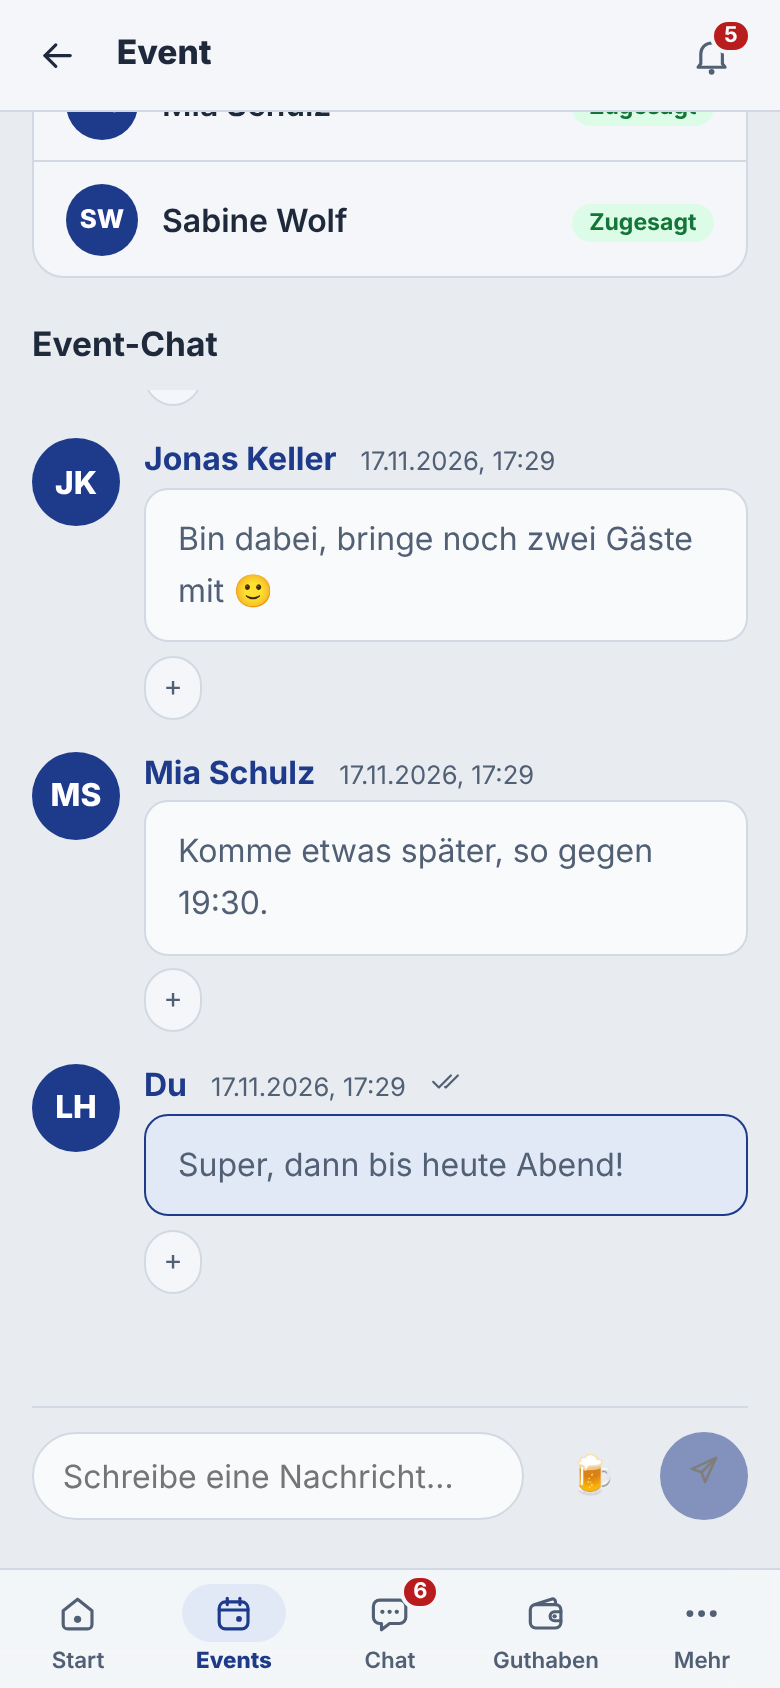 Event
5
Mia Schulz
Zugesagt
SW
Sabine Wolf
Zugesagt
Event-Chat
JK
Jonas Keller 17.11.2026, 17:29
Bin dabei, bringe noch zwei Gäste
mit 🙂
+
MS
Mia Schulz 17.11.2026, 17:29
Komme etwas später, so gegen
19:30.
+
LH
Du 17.11.2026, 17:29
Super, dann bis heute Abend!
+
Schreibe eine Nachricht...
6
Start
Events
Chat
Guthaben
Mehr